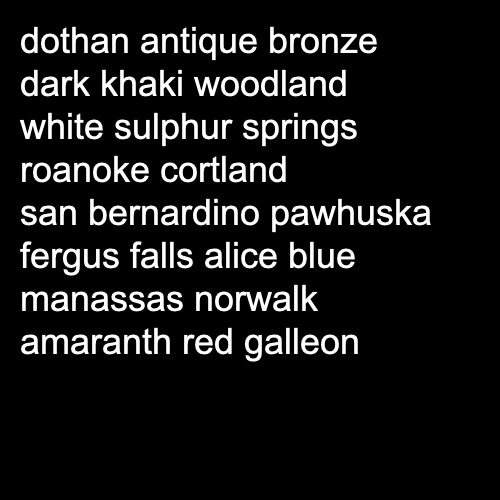 dothan antique bronze
dark khaki woodland
white sulphur springs
roanoke cortland
san bernardino pawhuska
fergus falls alice blue
manassas norwalk
amaranth red galleon